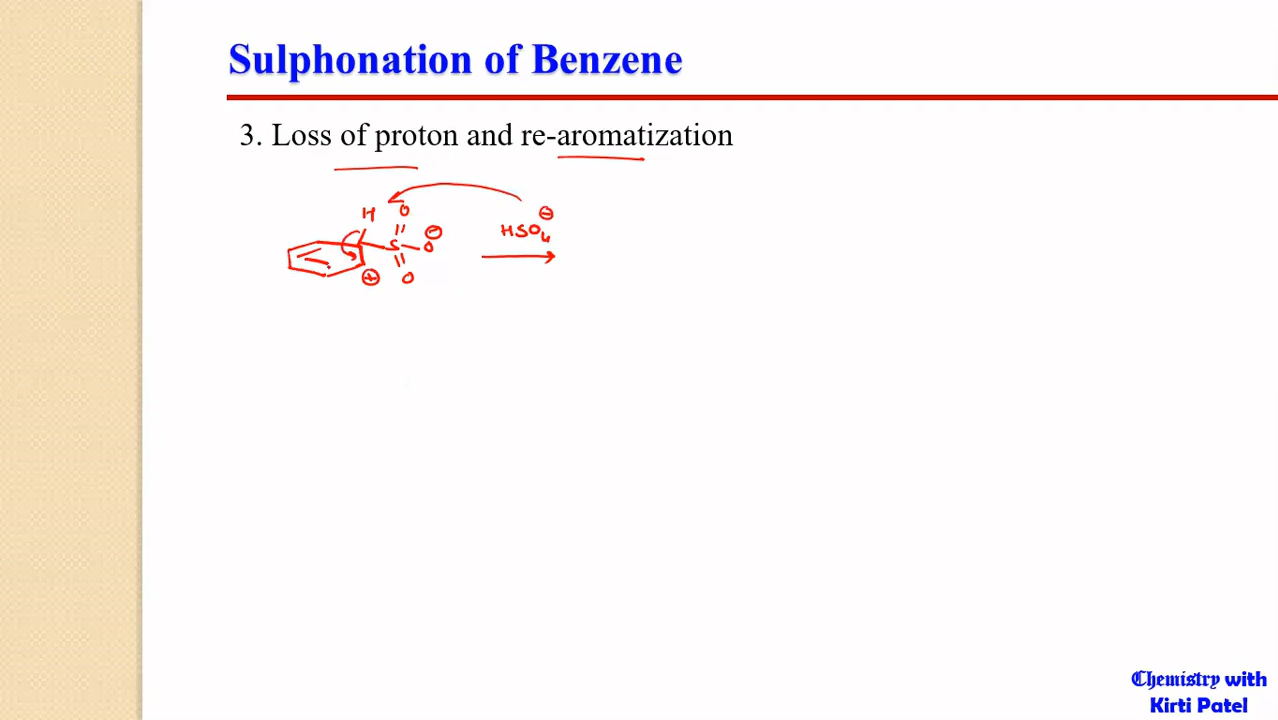 Sulphonation of Benzene
3. Loss of proton and re-aromatization
H O
HSO₄ ⊖
S O ⊖
⊕ O
Chemistry with
Kirti Patel